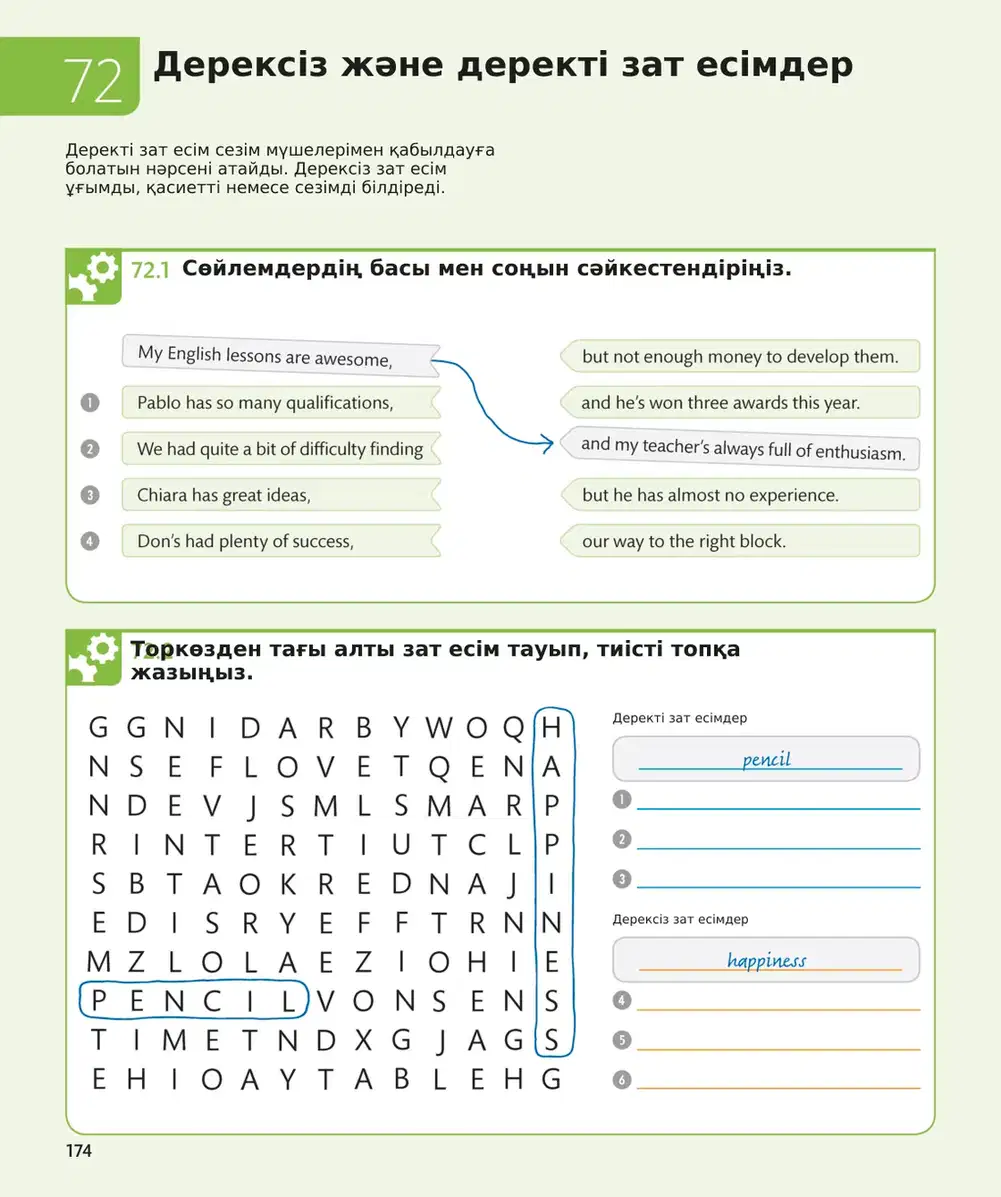 72
Дерексіз және деректі зат есімдер
Деректі зат есім сезім мүшелерімен қабылдауға
болатын нәрсені атайды. Дерексіз зат есім
ұғымды, қасиетті немесе сезімді білдіреді.
72.1 Сөйлемдердің басы мен соңын сәйкестендіріңіз.
My English lessons are awesome,
but not enough money to develop them.
1 Pablo has so many qualifications,
and he's won three awards this year.
2 We had quite a bit of difficulty finding
and my teacher's always full of enthusiasm.
3 Chiara has great ideas,
but he has almost no experience.
4 Don's had plenty of success,
our way to the right block.
Торкөзден тағы алты зат есім тауып, тиісті топқа
жазыңыз.
G G N I D A R B Y W O Q H
N S E F L O V E T Q E N A
N D E V J S M L S M A R P
R I N T E R T I U T C L P
S B T A O K R E D N A J I
E D I S R Y E F F T R N N
M Z L O L A E Z I O H I E
P E N C I L V O N S E N S
T I M E T N D X G J A G S
E H I O A Y T A B L E H G
Деректі зат есімдер
pencil
1
2
3
Дерексіз зат есімдер
happiness
4
5
6
174